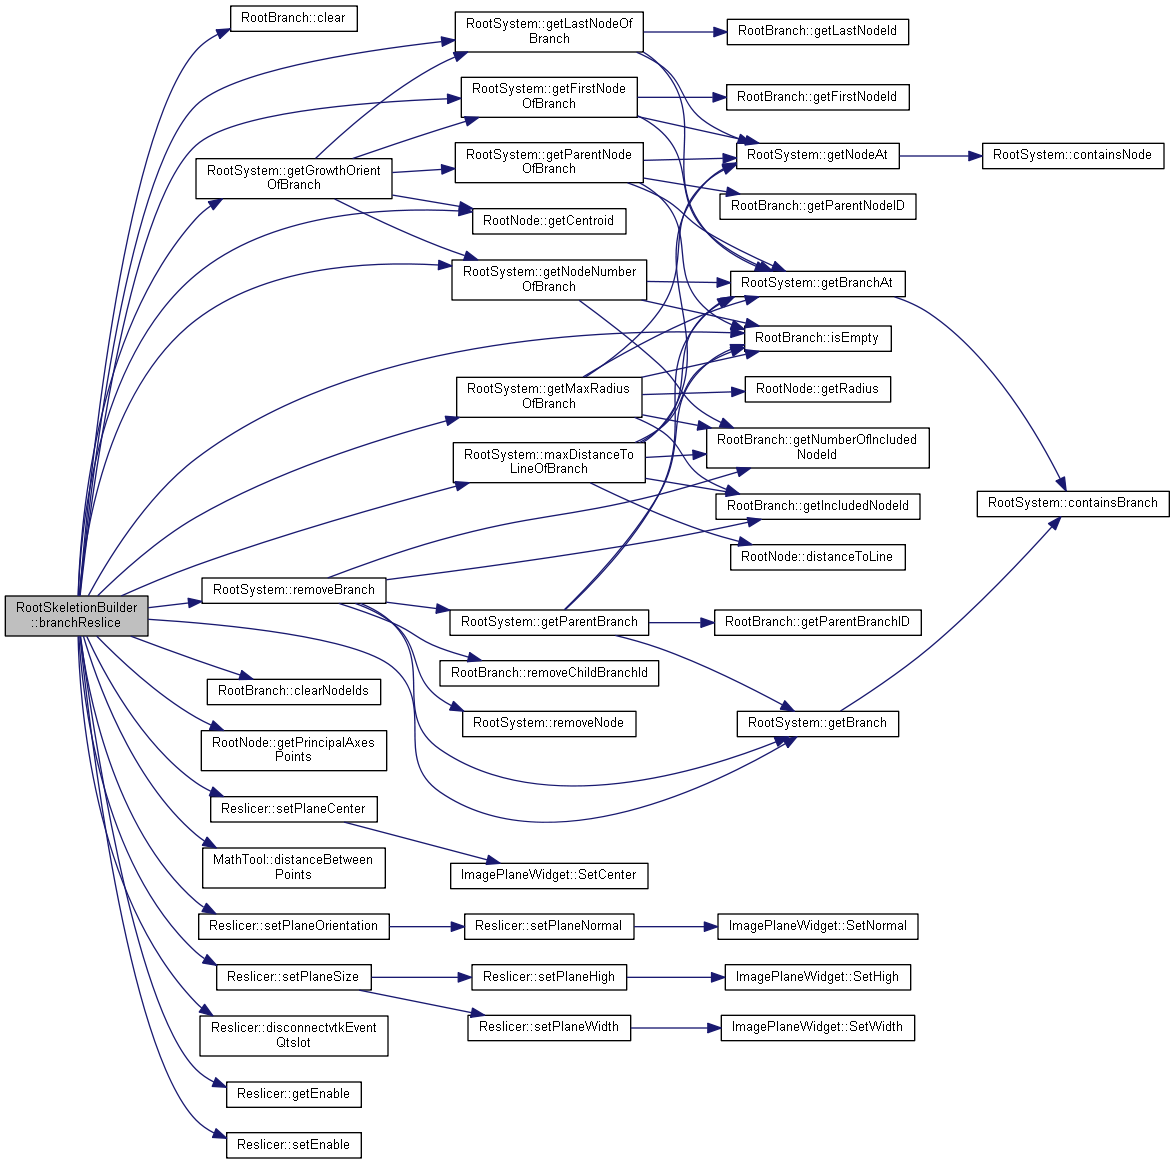 RootSkeletionBuilder
::branchReslice
RootBranch::clear
RootSystem::getGrowthOrient
OfBranch
RootSystem::removeBranch
RootBranch::clearNodeIds
RootNode::getPrincipalAxes
Points
Reslicer::setPlaneCenter
MathTool::distanceBetween
Points
Reslicer::setPlaneOrientation
Reslicer::setPlaneSize
Reslicer::disconnectvtkEvent
Qtslot
Reslicer::getEnable
Reslicer::setEnable
RootSystem::getLastNodeOf
Branch
RootSystem::getFirstNode
OfBranch
RootSystem::getParentNode
OfBranch
RootNode::getCentroid
RootSystem::getNodeNumber
OfBranch
RootSystem::getMaxRadius
OfBranch
RootSystem::maxDistanceTo
LineOfBranch
RootSystem::getParentBranch
RootBranch::removeChildBranchId
RootSystem::removeNode
ImagePlaneWidget::SetCenter
Reslicer::setPlaneNormal
Reslicer::setPlaneHigh
Reslicer::setPlaneWidth
RootBranch::getLastNodeId
RootBranch::getFirstNodeId
RootSystem::getNodeAt
RootBranch::getParentNodeID
RootSystem::getBranchAt
RootBranch::isEmpty
RootNode::getRadius
RootBranch::getNumberOfIncluded
NodeId
RootBranch::getIncludedNodeId
RootNode::distanceToLine
RootBranch::getParentBranchID
RootSystem::getBranch
ImagePlaneWidget::SetNormal
ImagePlaneWidget::SetHigh
ImagePlaneWidget::SetWidth
RootSystem::containsNode
RootSystem::containsBranch